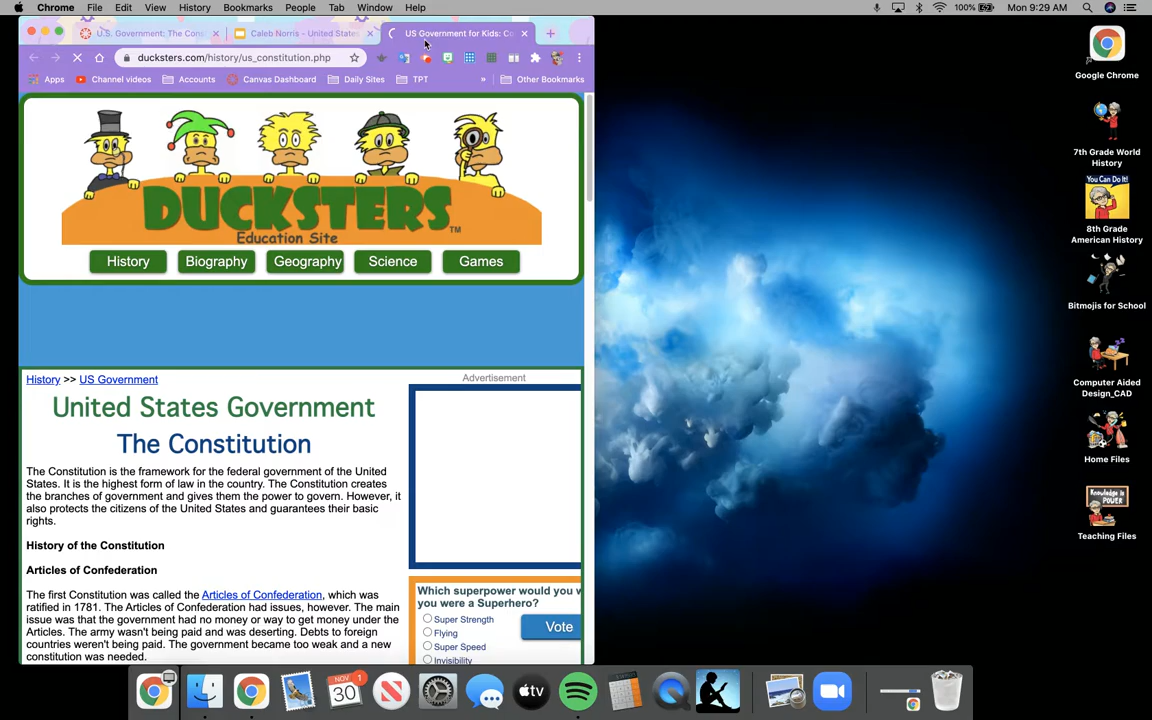 Chrome File Edit View History Bookmarks People Tab Window Help 100% Mon 9:29 AM
U.S. Government: The Con Caleb Norris - United State US Government for Kids: Co
ducksters.com/history/us_constitution.php
Apps Channel videos Accounts Canvas Dashboard Daily Sites TPT » Other Bookmarks
DUCKSTERS TM
Education Site
History Biography Geography Science Games
History >> US Government
Advertisement
United States Government
The Constitution
The Constitution is the framework for the federal government of the United
States. It is the highest form of law in the country. The Constitution creates
the branches of government and gives them the power to govern. However, it
also protects the citizens of the United States and guarantees their basic
rights.
History of the Constitution
Articles of Confederation
The first Constitution was called the Articles of Confederation, which was
ratified in 1781. The Articles of Confederation had issues, however. The main
issue was that the government had no money or way to get money under the
Articles. The army wasn't being paid and was deserting. Debts to foreign
countries weren't being paid. The government became too weak and a new
constitution was needed.
Which superpower would you w
you were a Superhero?
Super Strength
Flying
Super Speed
Invisibility
Vote
Google Chrome
7th Grade World
History
You Can Do It!
8th Grade
American History
Bitmojis for School
Computer Aided
Design_CAD
Home Files
Knowledge is
POWER
Teaching Files
NOV
30
1
tv